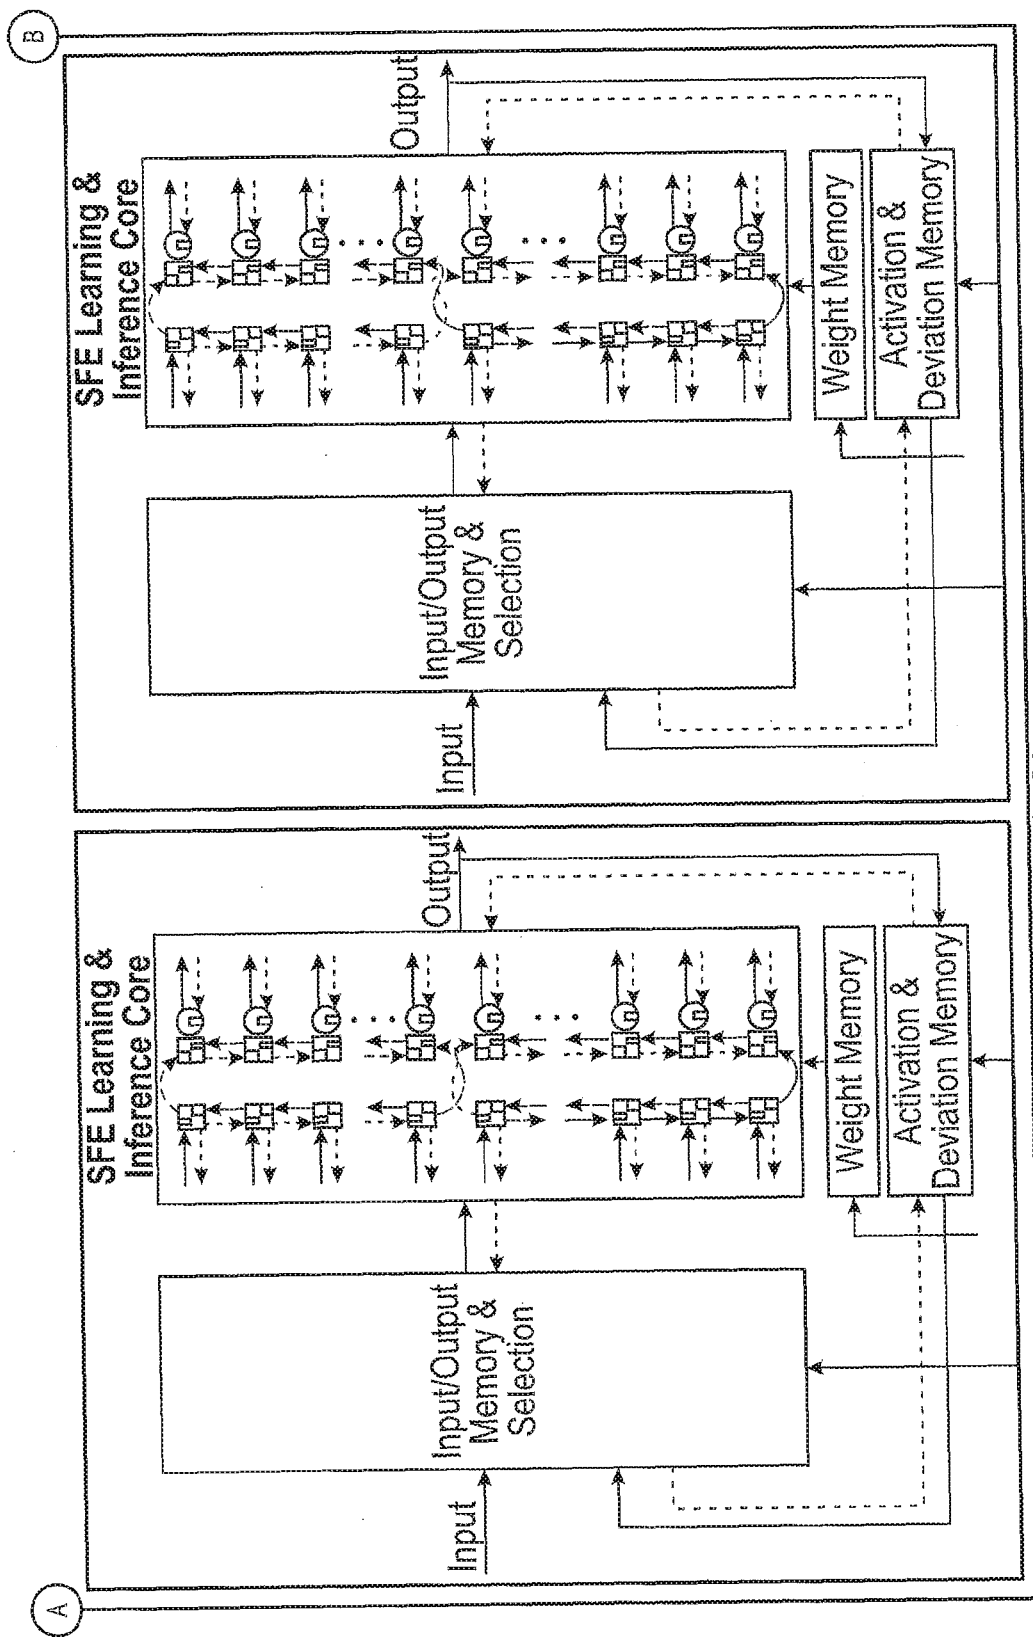 A
SFE Learning &
Inference Core
Input
Input/Output
Memory &
Selection
Output
Weight Memory
Activation &
Deviation Memory
B
SFE Learning &
Inference Core
Input
Input/Output
Memory &
Selection
Output
Weight Memory
Activation &
Deviation Memory